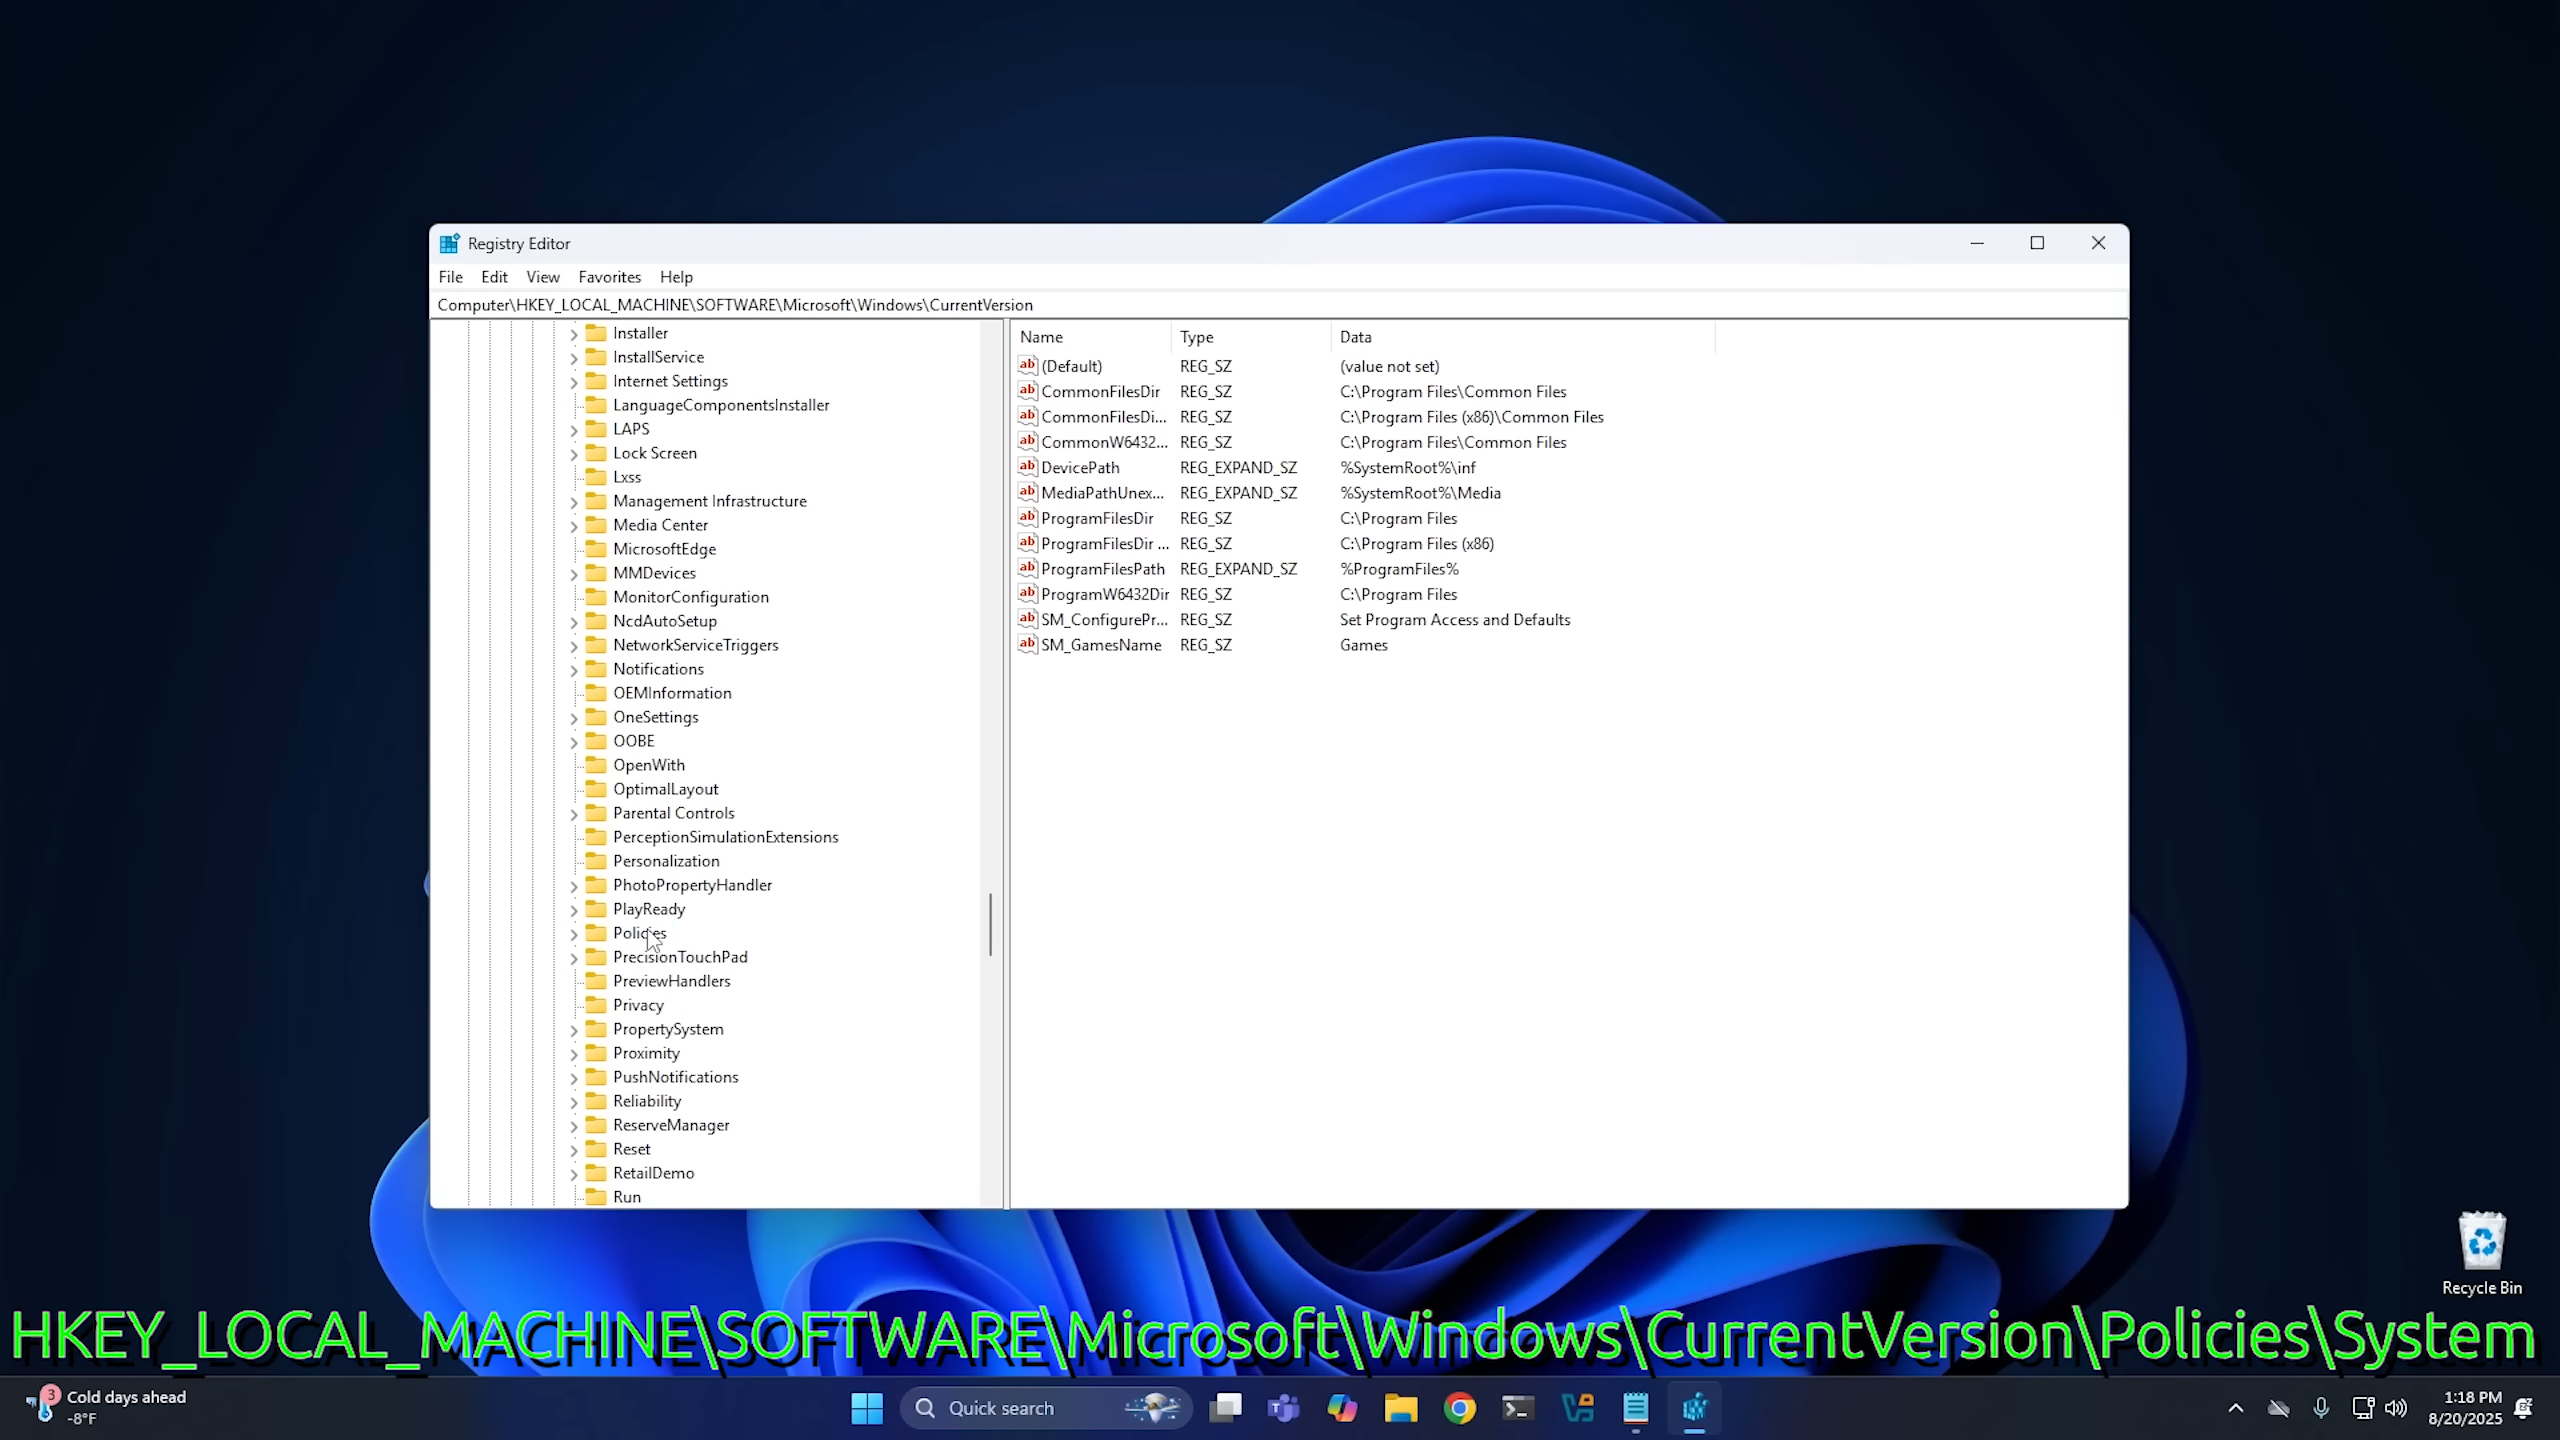 Registry Editor
File Edit View Favorites Help
Computer\HKEY_LOCAL_MACHINE\SOFTWARE\Microsoft\Windows\CurrentVersion
Installer
InstallService
Internet Settings
LanguageComponentsInstaller
LAPS
Lock Screen
Lxss
Management Infrastructure
Media Center
MicrosoftEdge
MMDevices
MonitorConfiguration
NcdAutoSetup
NetworkServiceTriggers
Notifications
OEMInformation
OneSettings
OOBE
OpenWith
OptimalLayout
Parental Controls
PerceptionSimulationExtensions
Personalization
PhotoPropertyHandler
PlayReady
Policies
PrecisionTouchPad
PreviewHandlers
Privacy
PropertySystem
Proximity
PushNotifications
Reliability
ReserveManager
Reset
RetailDemo
Run
Name Type Data
(Default) REG_SZ (value not set)
CommonFilesDir REG_SZ C:\Program Files\Common Files
CommonFilesDi... REG_SZ C:\Program Files (x86)\Common Files
CommonW6432... REG_SZ C:\Program Files\Common Files
DevicePath REG_EXPAND_SZ %SystemRoot%\inf
MediaPathUnex... REG_EXPAND_SZ %SystemRoot%\Media
ProgramFilesDir REG_SZ C:\Program Files
ProgramFilesDir ... REG_SZ C:\Program Files (x86)
ProgramFilesPath REG_EXPAND_SZ %ProgramFiles%
ProgramW6432Dir REG_SZ C:\Program Files
SM_ConfigurePr... REG_SZ Set Program Access and Defaults
SM_GamesName REG_SZ Games
Recycle Bin
HKEY_LOCAL_MACHINE\SOFTWARE\Microsoft\Windows\CurrentVersion\Policies\System
3
Cold days ahead
-8°F
Quick search
1:18 PM
8/20/2025